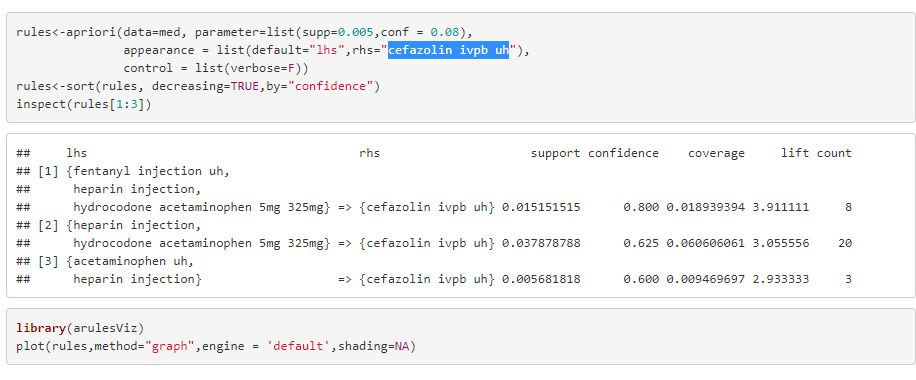 rules<-apriori(data=med, parameter=list(supp=0.005,conf = 0.08),
               appearance = list(default="lhs",rhs="cefazolin ivpb uh"),
               control = list(verbose=F))
rules<-sort(rules, decreasing=TRUE,by="confidence")
inspect(rules[1:3])
##     lhs                                      rhs                     support confidence    coverage     lift count
## [1] {fentanyl injection uh,
##      heparin injection,
##      hydrocodone acetaminophen 5mg 325mg} => {cefazolin ivpb uh} 0.015151515      0.800 0.018939394 3.911111     8
## [2] {heparin injection,
##      hydrocodone acetaminophen 5mg 325mg} => {cefazolin ivpb uh} 0.037878788      0.625 0.060606061 3.055556    20
## [3] {acetaminophen uh,
##      heparin injection}                   => {cefazolin ivpb uh} 0.005681818      0.600 0.009469697 2.933333     3
library(arulesViz)
plot(rules,method="graph",engine = 'default',shading=NA)